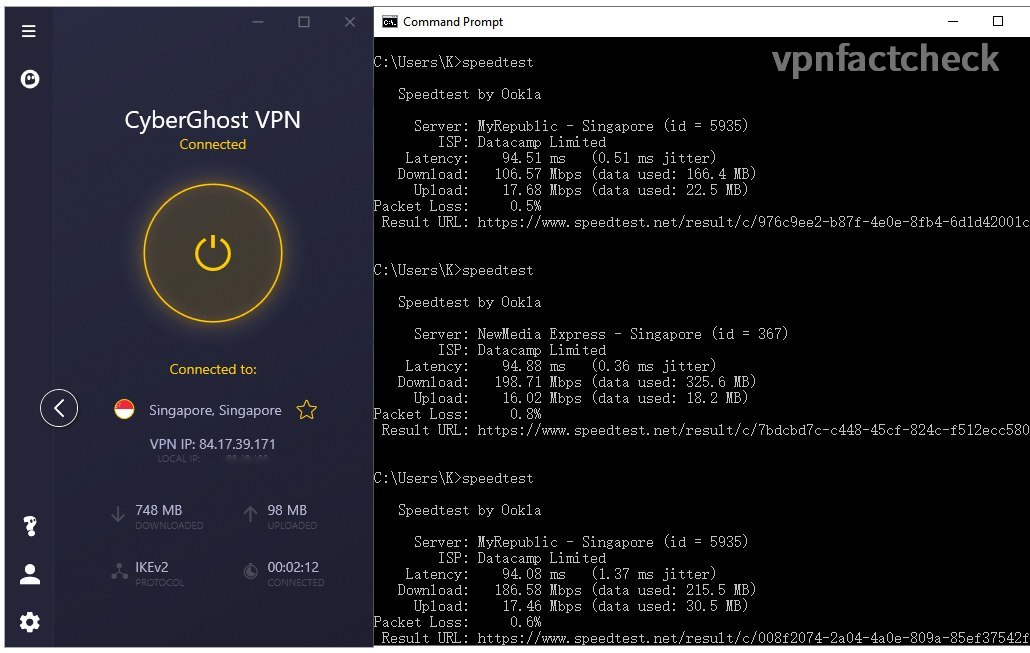 CyberGhost VPN
Connected
Connected to:
Singapore, Singapore
VPN IP: 84.17.39.171
LOCAL IP:
748 MB
DOWNLOADED
98 MB
UPLOADED
IKEv2
PROTOCOL
00:02:12
CONNECTED
C:\. Command Prompt
vpnfactcheck
C:\Users\K>speedtest
Speedtest by Ookla
Server: MyRepublic - Singapore (id = 5935)
ISP: Datacamp Limited
Latency: 94.51 ms (0.51 ms jitter)
Download: 106.57 Mbps (data used: 166.4 MB)
Upload: 17.68 Mbps (data used: 22.5 MB)
Packet Loss: 0.5%
Result URL: https://www.speedtest.net/result/c/976c9ee2-b87f-4e0e-8fb4-6d1d42001c
C:\Users\K>speedtest
Speedtest by Ookla
Server: NewMedia Express - Singapore (id = 367)
ISP: Datacamp Limited
Latency: 94.88 ms (0.36 ms jitter)
Download: 198.71 Mbps (data used: 325.6 MB)
Upload: 16.02 Mbps (data used: 18.2 MB)
Packet Loss: 0.8%
Result URL: https://www.speedtest.net/result/c/7bdcbd7c-c448-45cf-824c-f512ecc580
C:\Users\K>speedtest
Speedtest by Ookla
Server: MyRepublic - Singapore (id = 5935)
ISP: Datacamp Limited
Latency: 94.08 ms (1.37 ms jitter)
Download: 186.58 Mbps (data used: 215.5 MB)
Upload: 17.46 Mbps (data used: 30.5 MB)
Packet Loss: 0.6%
Result URL: https://www.speedtest.net/result/c/008f2074-2a04-4a0e-809a-85ef37542f